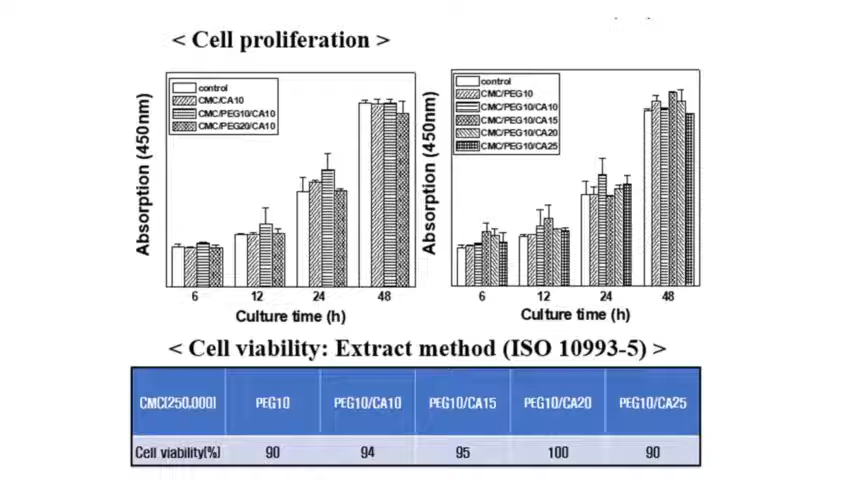 < Cell proliferation >
control
CMC/CA10
CMC/PEG10/CA10
CMC/PEG20/CA10
Absorption (450nm)
6 12 24 48
Culture time (h)
control
CMC/PEG10
CMC/PEG10/CA10
CMC/PEG10/CA15
CMC/PEG10/CA20
CMC/PEG10/CA25
Absorption (450nm)
6 12 24 48
Culture time (h)
< Cell viability: Extract method (ISO 10993-5) >
CMC(250,000) PEG10 PEG10/CA10 PEG10/CA15 PEG10/CA20 PEG10/CA25
Cell viability(%) 90 94 95 100 90